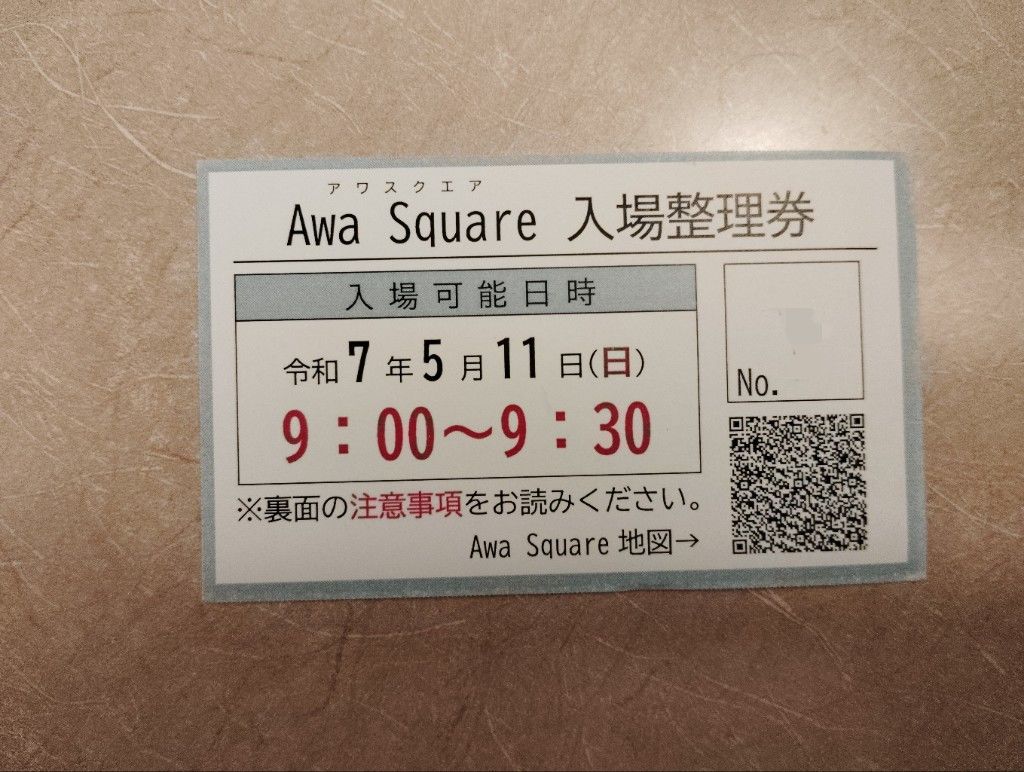 アワスクエア
Awa Square 入場整理券
入場可能日時
令和 7 年 5 月 11 日(日)
9:00～9:30
No.
※裏面の注意事項をお読みください。
Awa Square 地図→